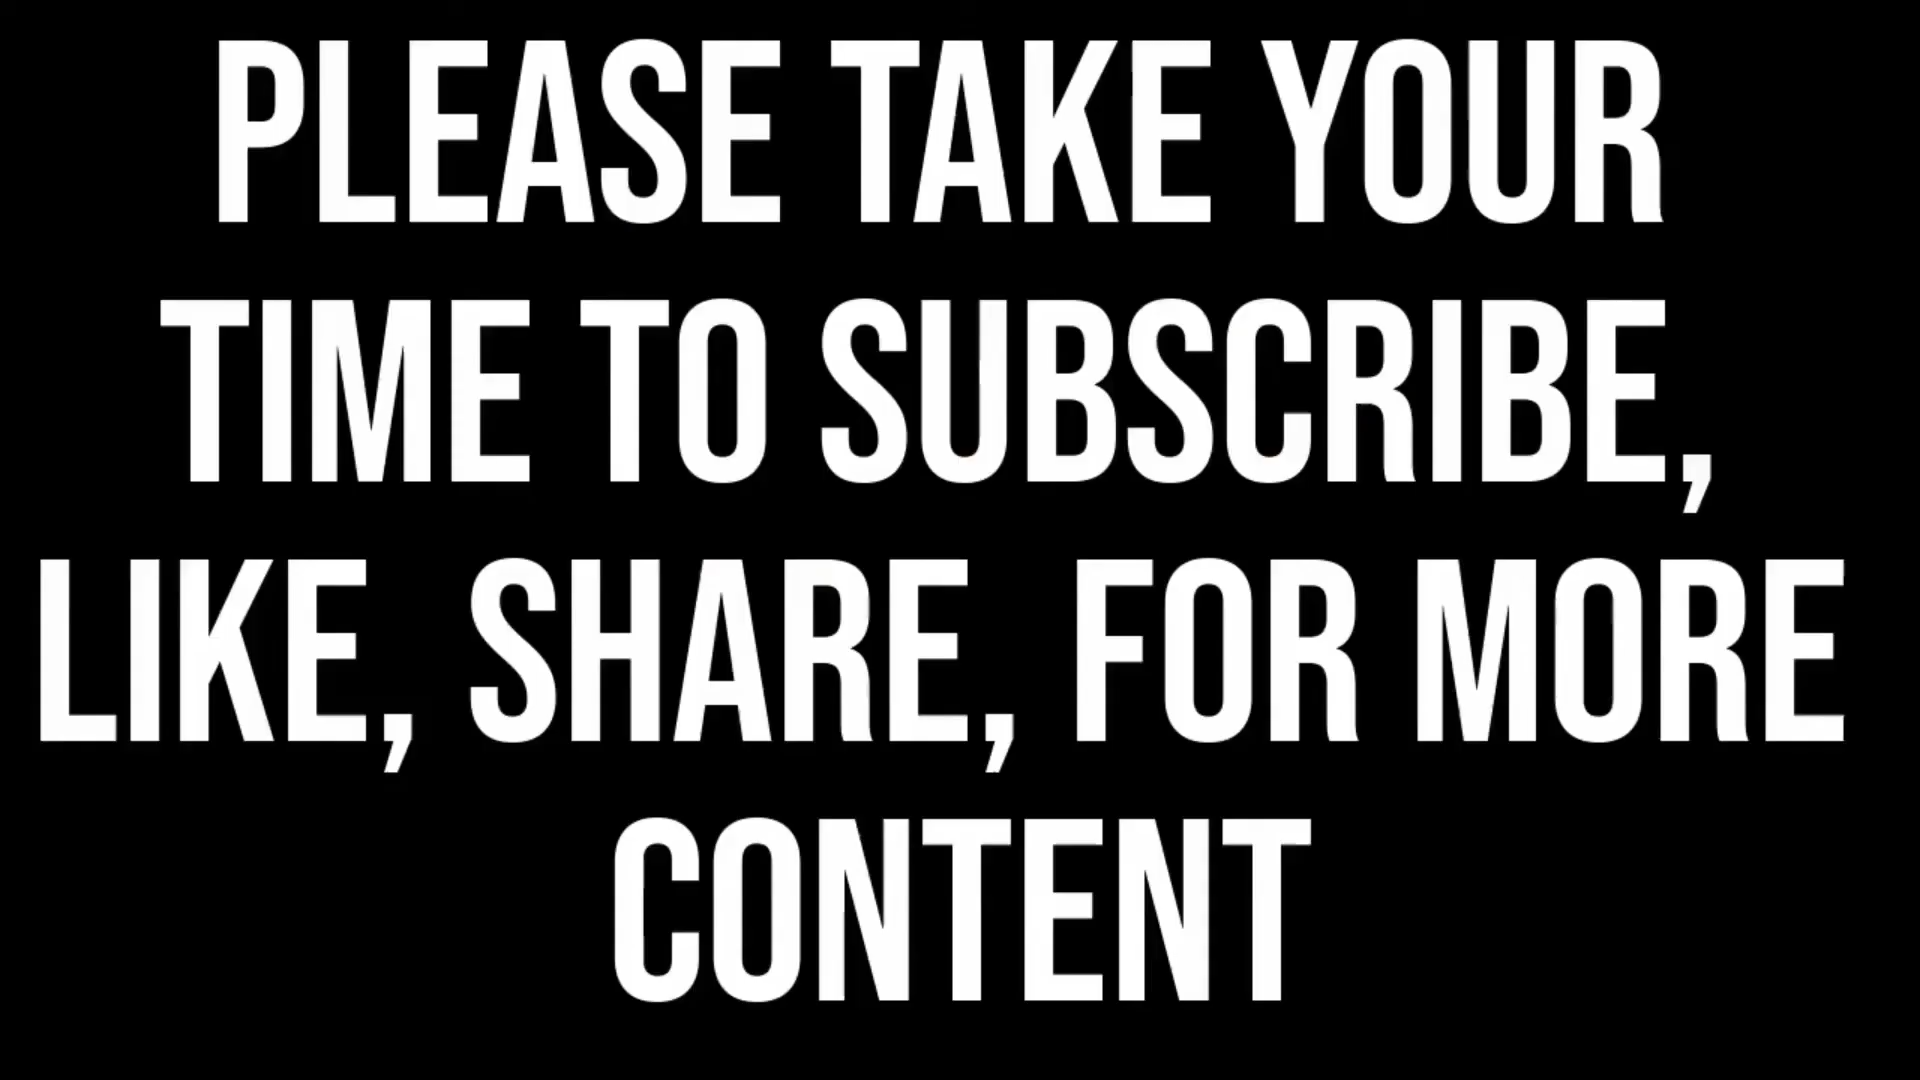 PLEASE TAKE YOUR
TIME TO SUBSCRIBE,
LIKE, SHARE, FOR MORE
CONTENT